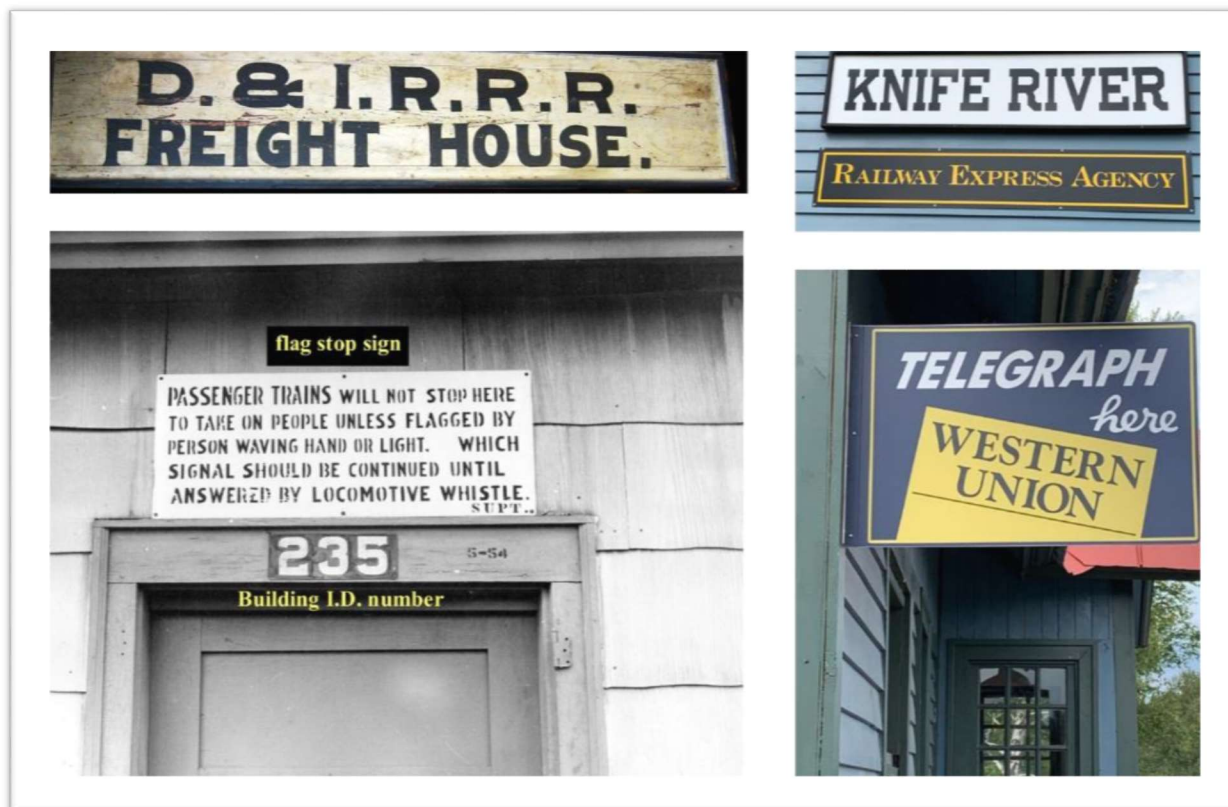 D. & I. R. R. R.
FREIGHT HOUSE.
KNIFE RIVER
RAILWAY EXPRESS AGENCY
flag stop sign
PASSENGER TRAINS WILL NOT STOP HERE
TO TAKE ON PEOPLE UNLESS FLAGGED BY
PERSON WAVING HAND OR LIGHT. WHICH
SIGNAL SHOULD BE CONTINUED UNTIL
ANSWERED BY LOCOMOTIVE WHISTLE.
SUPT..
235
5-54
Building I.D. number
TELEGRAPH
here
WESTERN
UNION